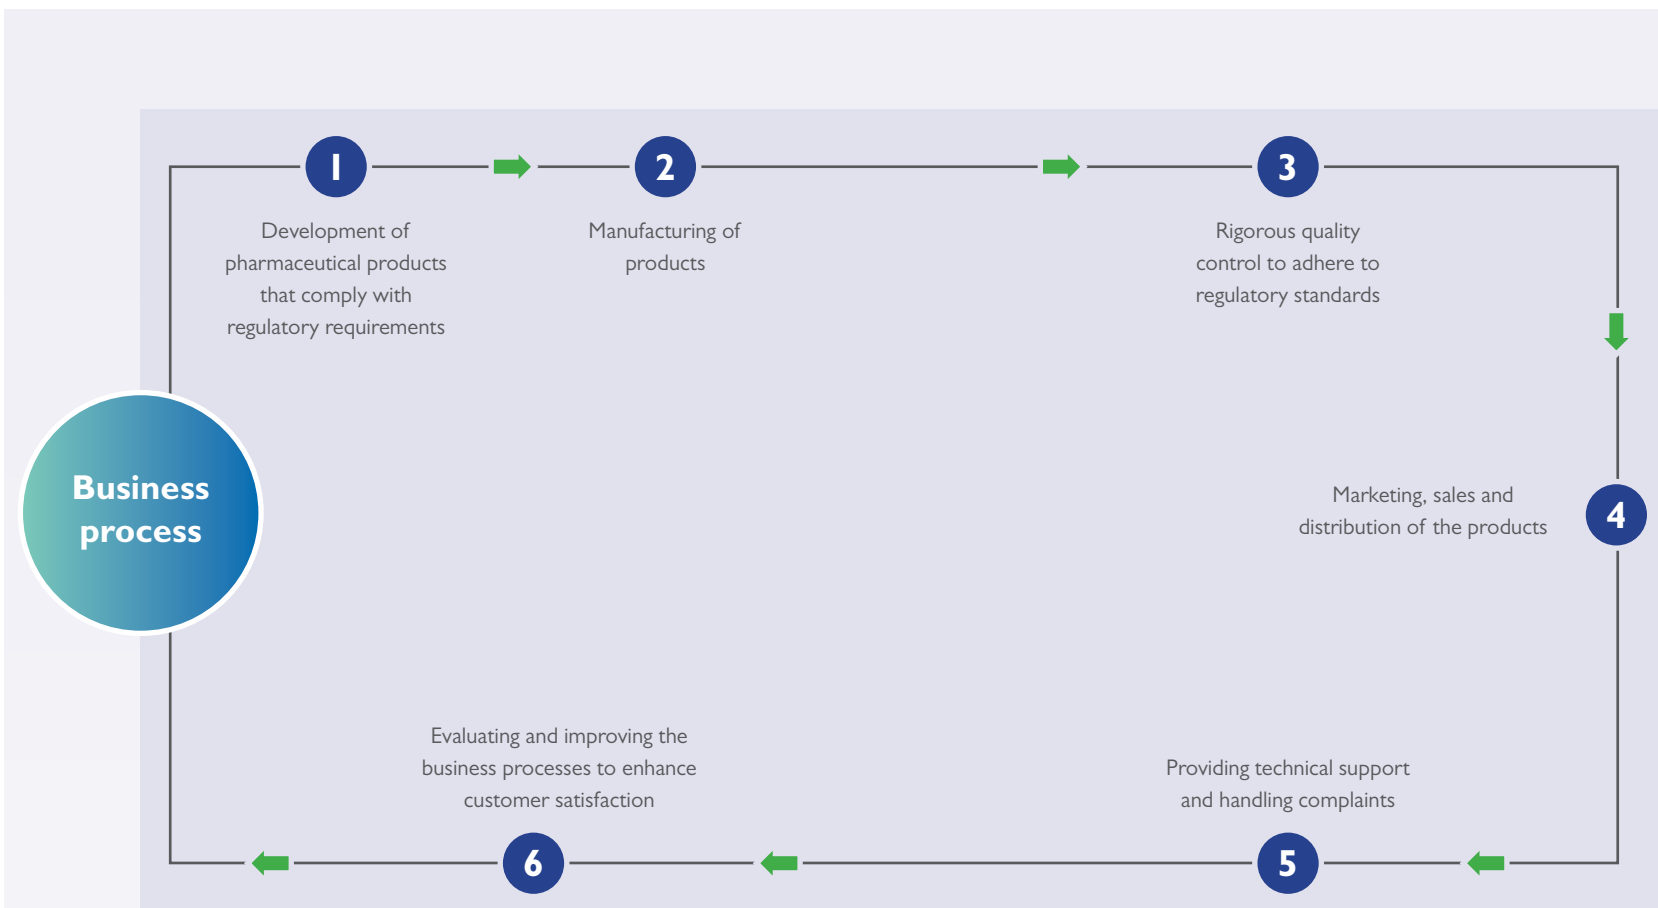 1
Development of
pharmaceutical products
that comply with
regulatory requirements
2
Manufacturing of
products
3
Rigorous quality
control to adhere to
regulatory standards
Business
process
Marketing, sales and
distribution of the products
4
Providing technical support
and handling complaints
5
Evaluating and improving the
business processes to enhance
customer satisfaction
6